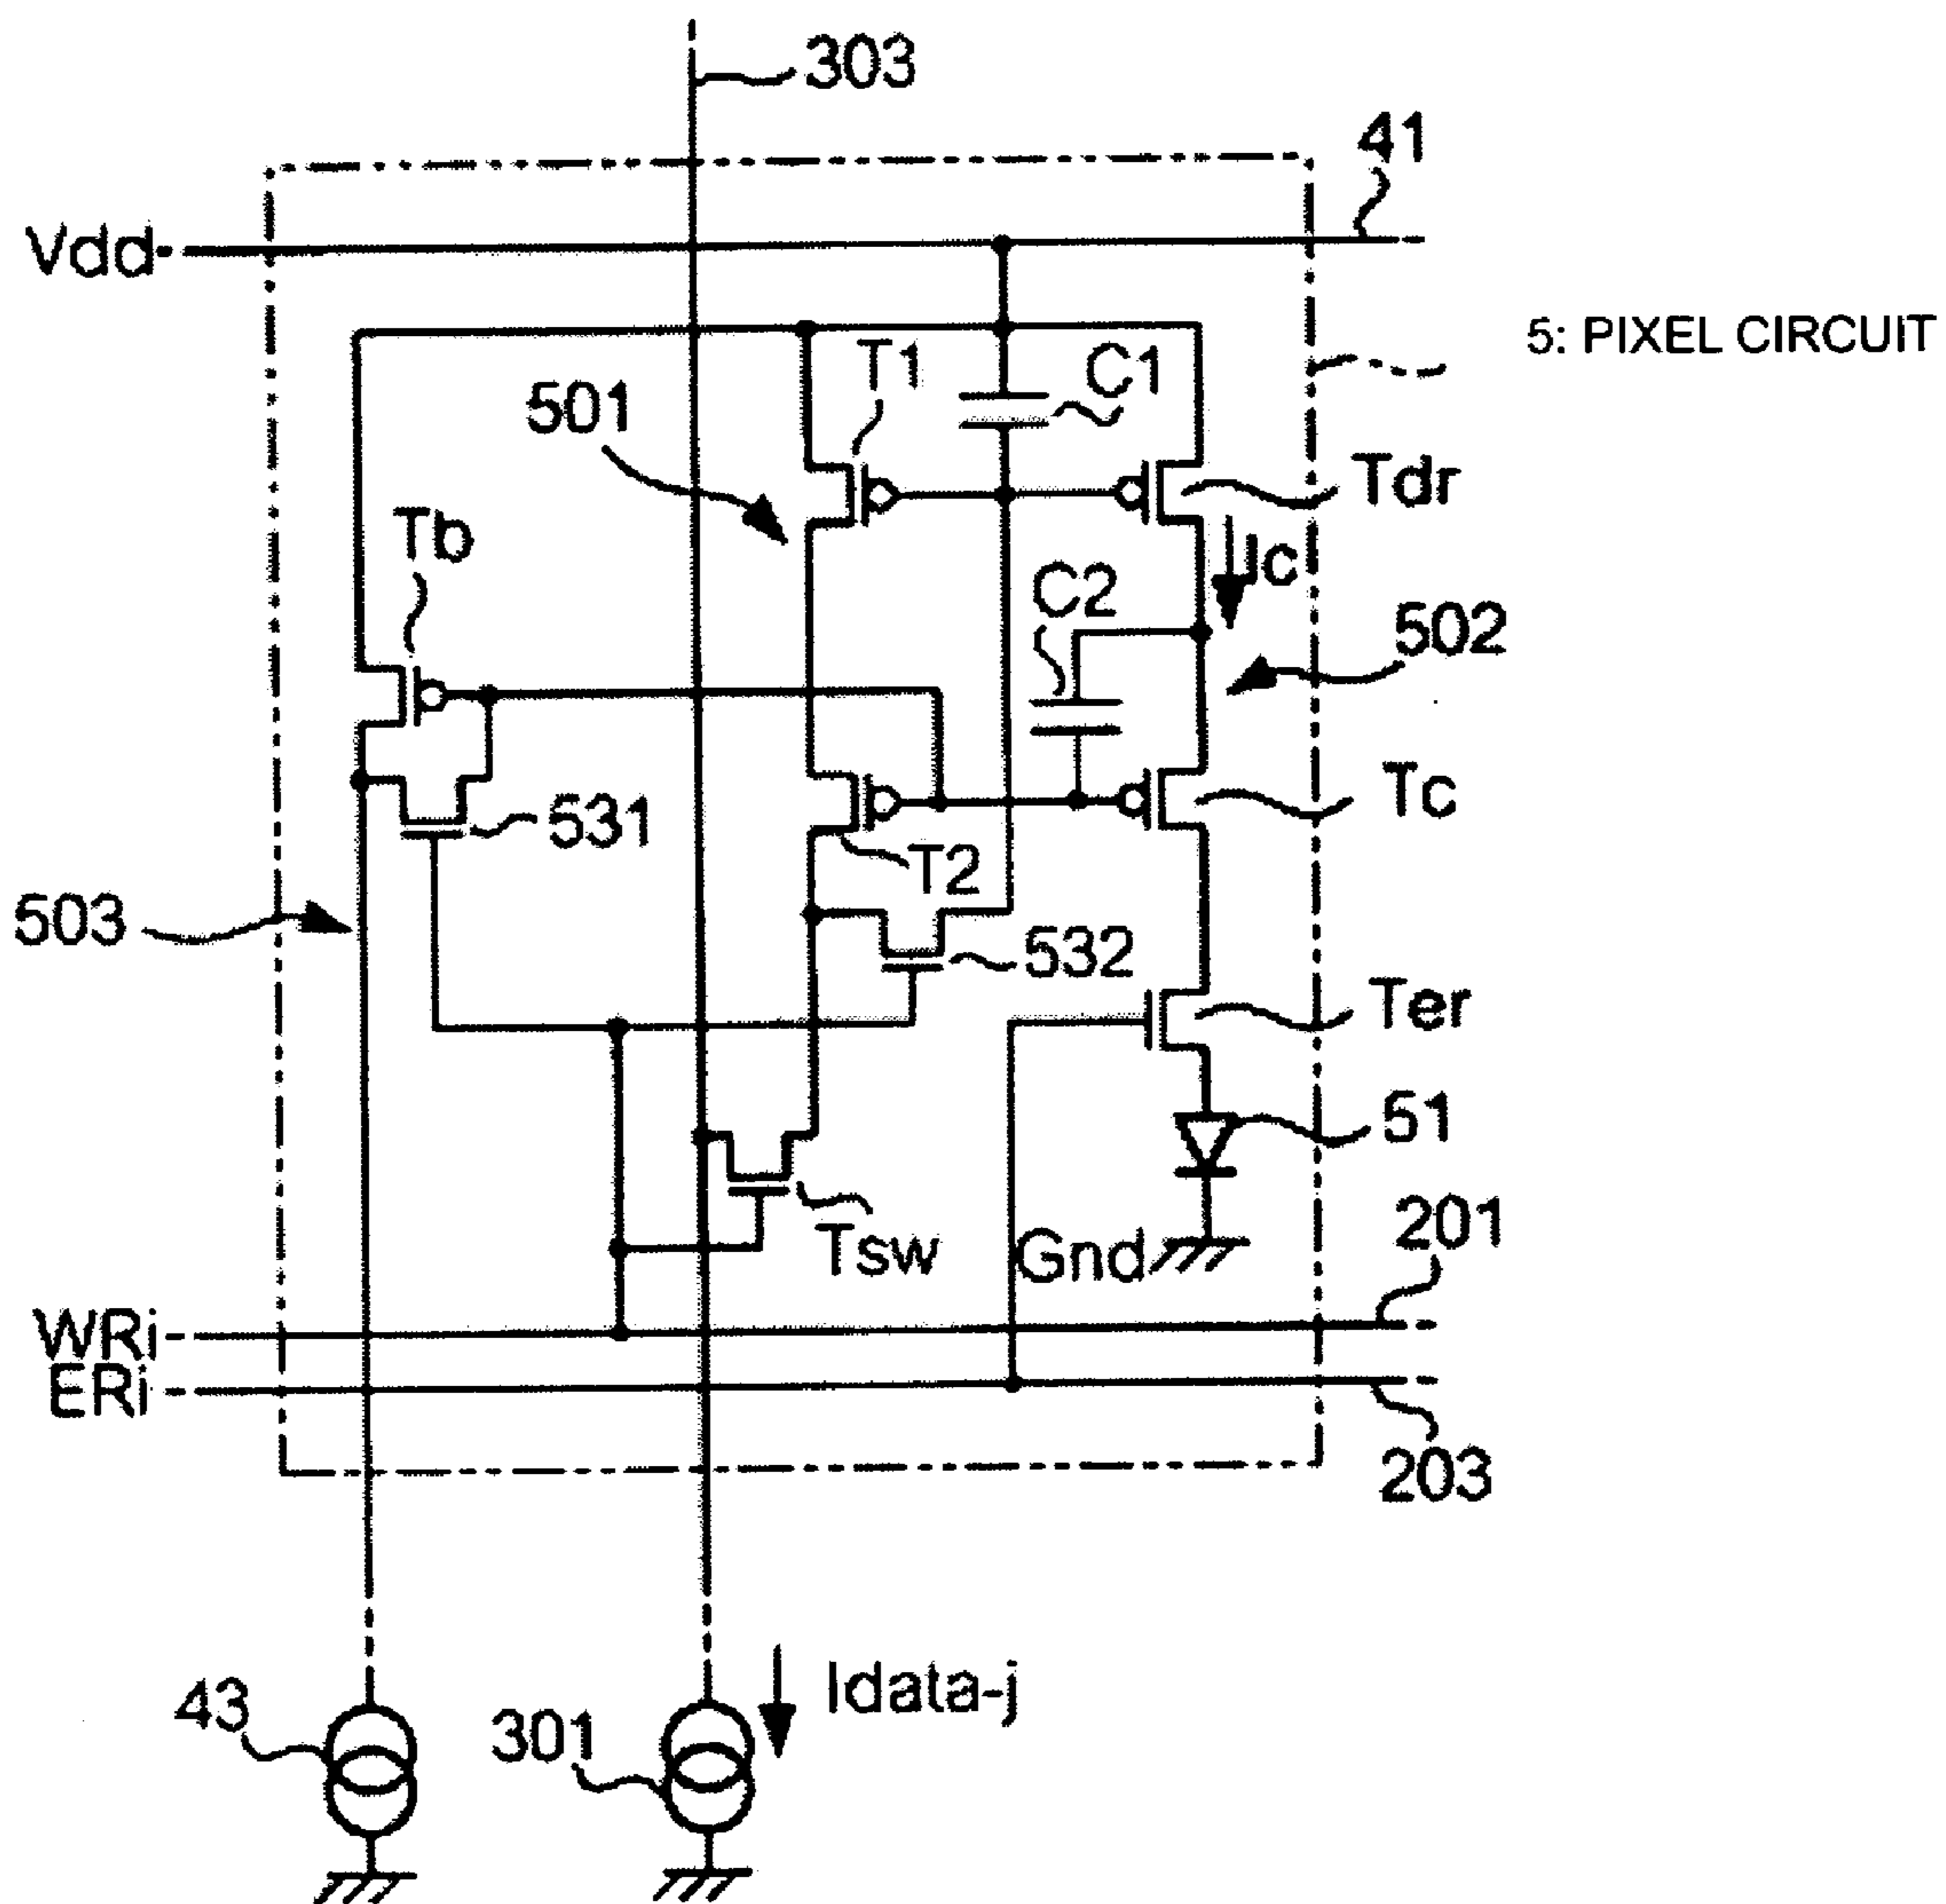 303
41
Vdd
5: PIXEL CIRCUIT
T1
C1
501
Tdr
Tb
Ic
C2
502
531
Tc
T2
503
532
Ter
51
201
Tsw
Gnd
WRi
ERi
203
43
301
Idata-j